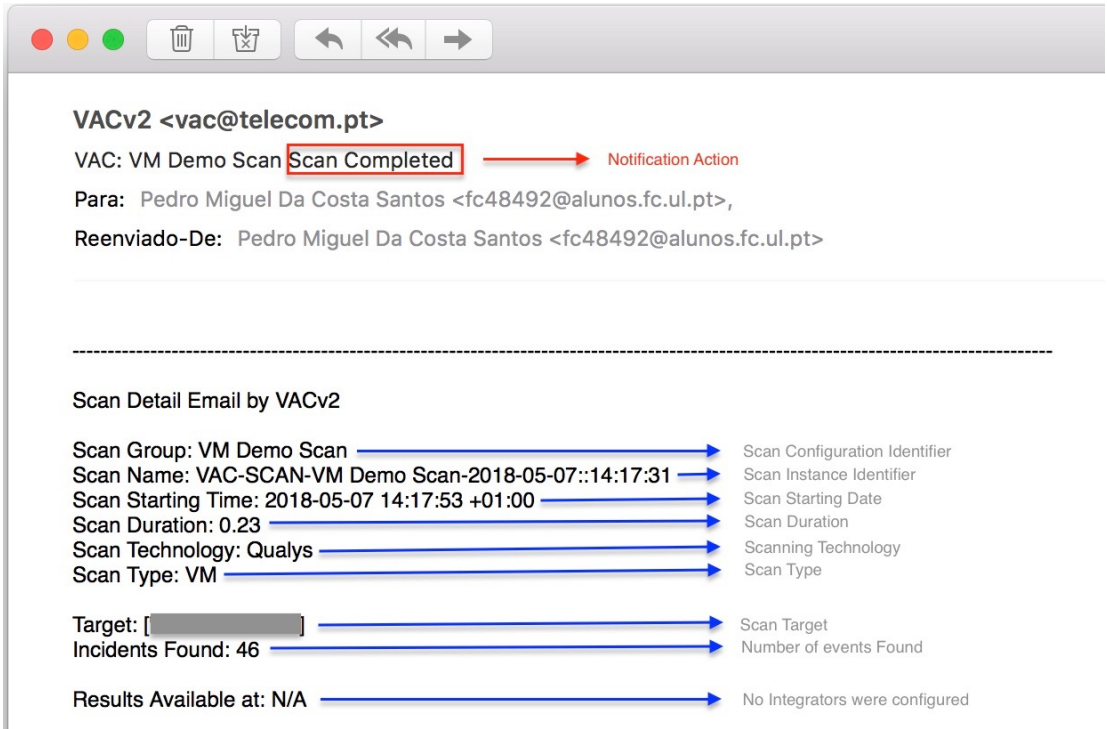 VACv2 <vac@telecom.pt>
VAC: VM Demo Scan Scan Completed
Notification Action
Para: Pedro Miguel Da Costa Santos <fc48492@alunos.fc.ul.pt>,
Reenviado-De: Pedro Miguel Da Costa Santos <fc48492@alunos.fc.ul.pt>
---------------------------------------------------------------------------------------------------------------------------------------------
Scan Detail Email by VACv2
Scan Group: VM Demo Scan Scan Configuration Identifier
Scan Name: VAC-SCAN-VM Demo Scan-2018-05-07::14:17:31 Scan Instance Identifier
Scan Starting Time: 2018-05-07 14:17:53 +01:00 Scan Starting Date
Scan Duration: 0.23 Scan Duration
Scan Technology: Qualys Scanning Technology
Scan Type: VM Scan Type
Target: [ ] Scan Target
Incidents Found: 46 Number of events Found
Results Available at: N/A No Integrators were configured